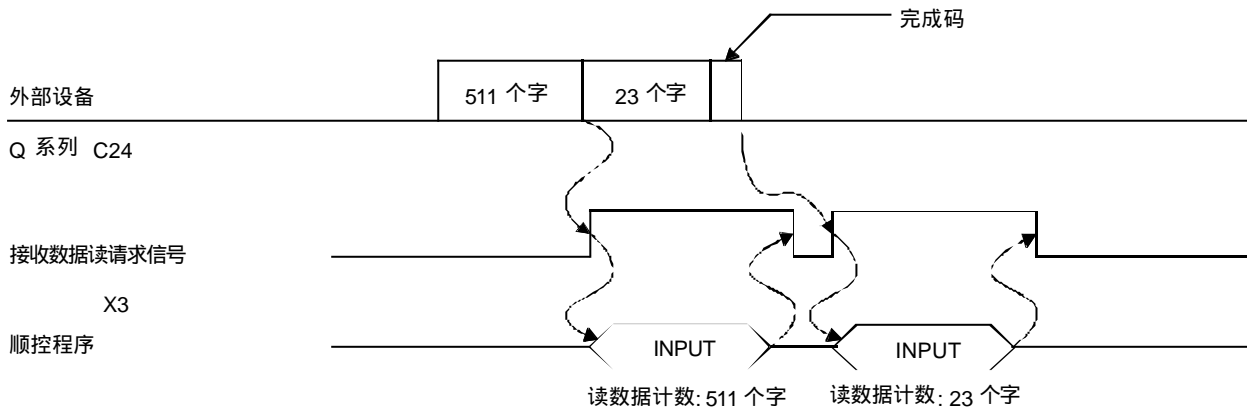 完成码
外部设备
511 个字
23 个字
Q 系列 C24
接收数据读请求信号
X3
顺控程序
INPUT
INPUT
读数据计数: 511 个字
读数据计数: 23 个字